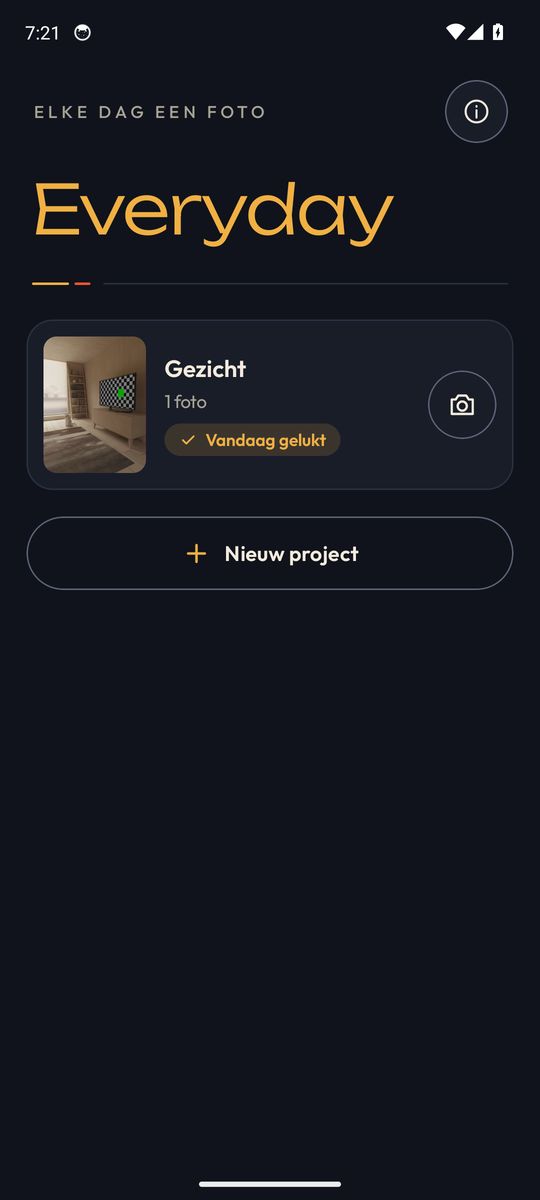 7:21
ELKE DAG EEN FOTO
Everyday
Gezicht
1 foto
Vandaag gelukt
Nieuw project